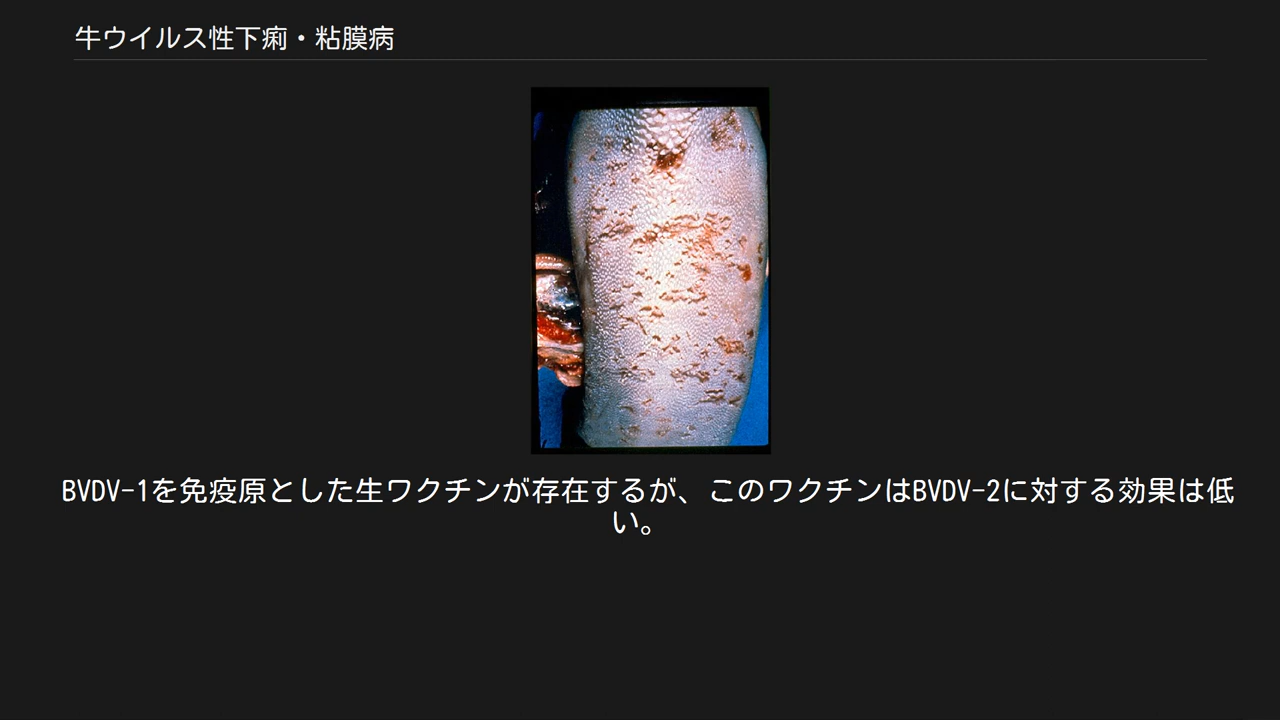 牛ウイルス性下痢・粘膜病
BVDV-1を免疫原とした生ワクチンが存在するが、このワクチンはBVDV-2に対する効果は低
い。